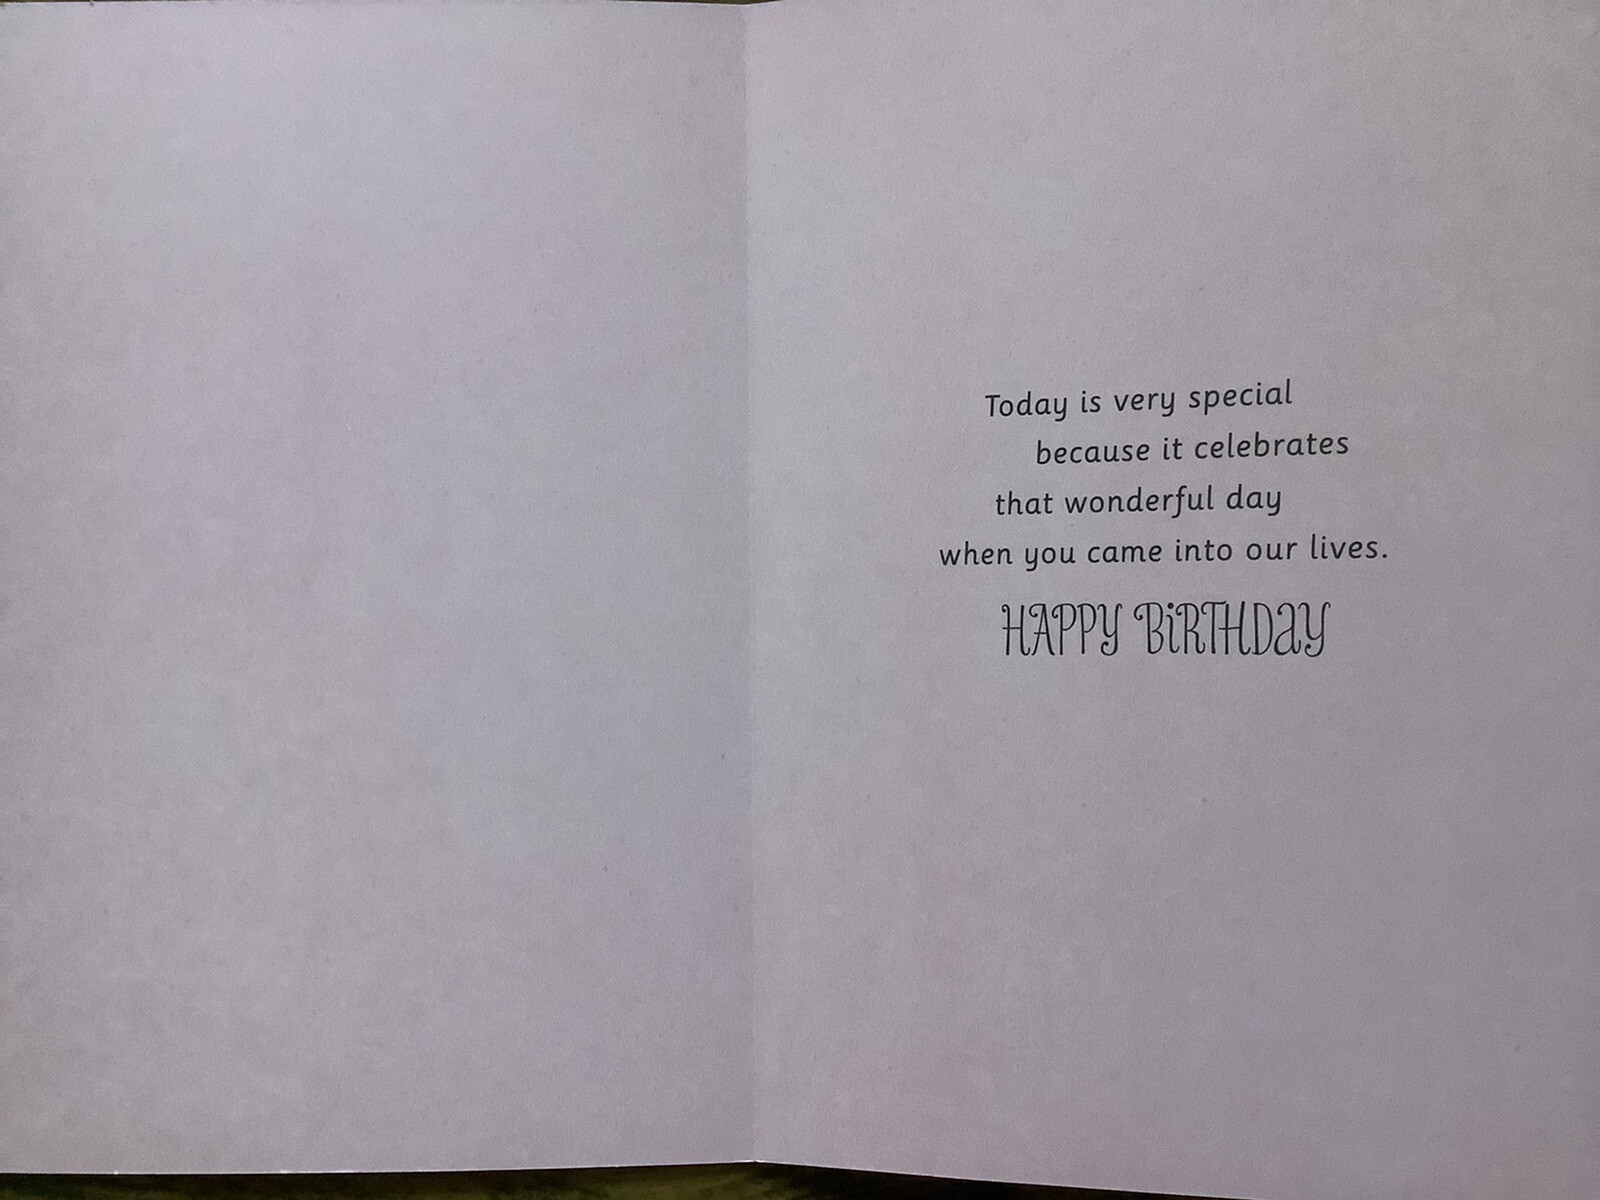 Today is very special
because it celebrates
that wonderful day
when you came into our lives.
HAPPY BiRTHDaY